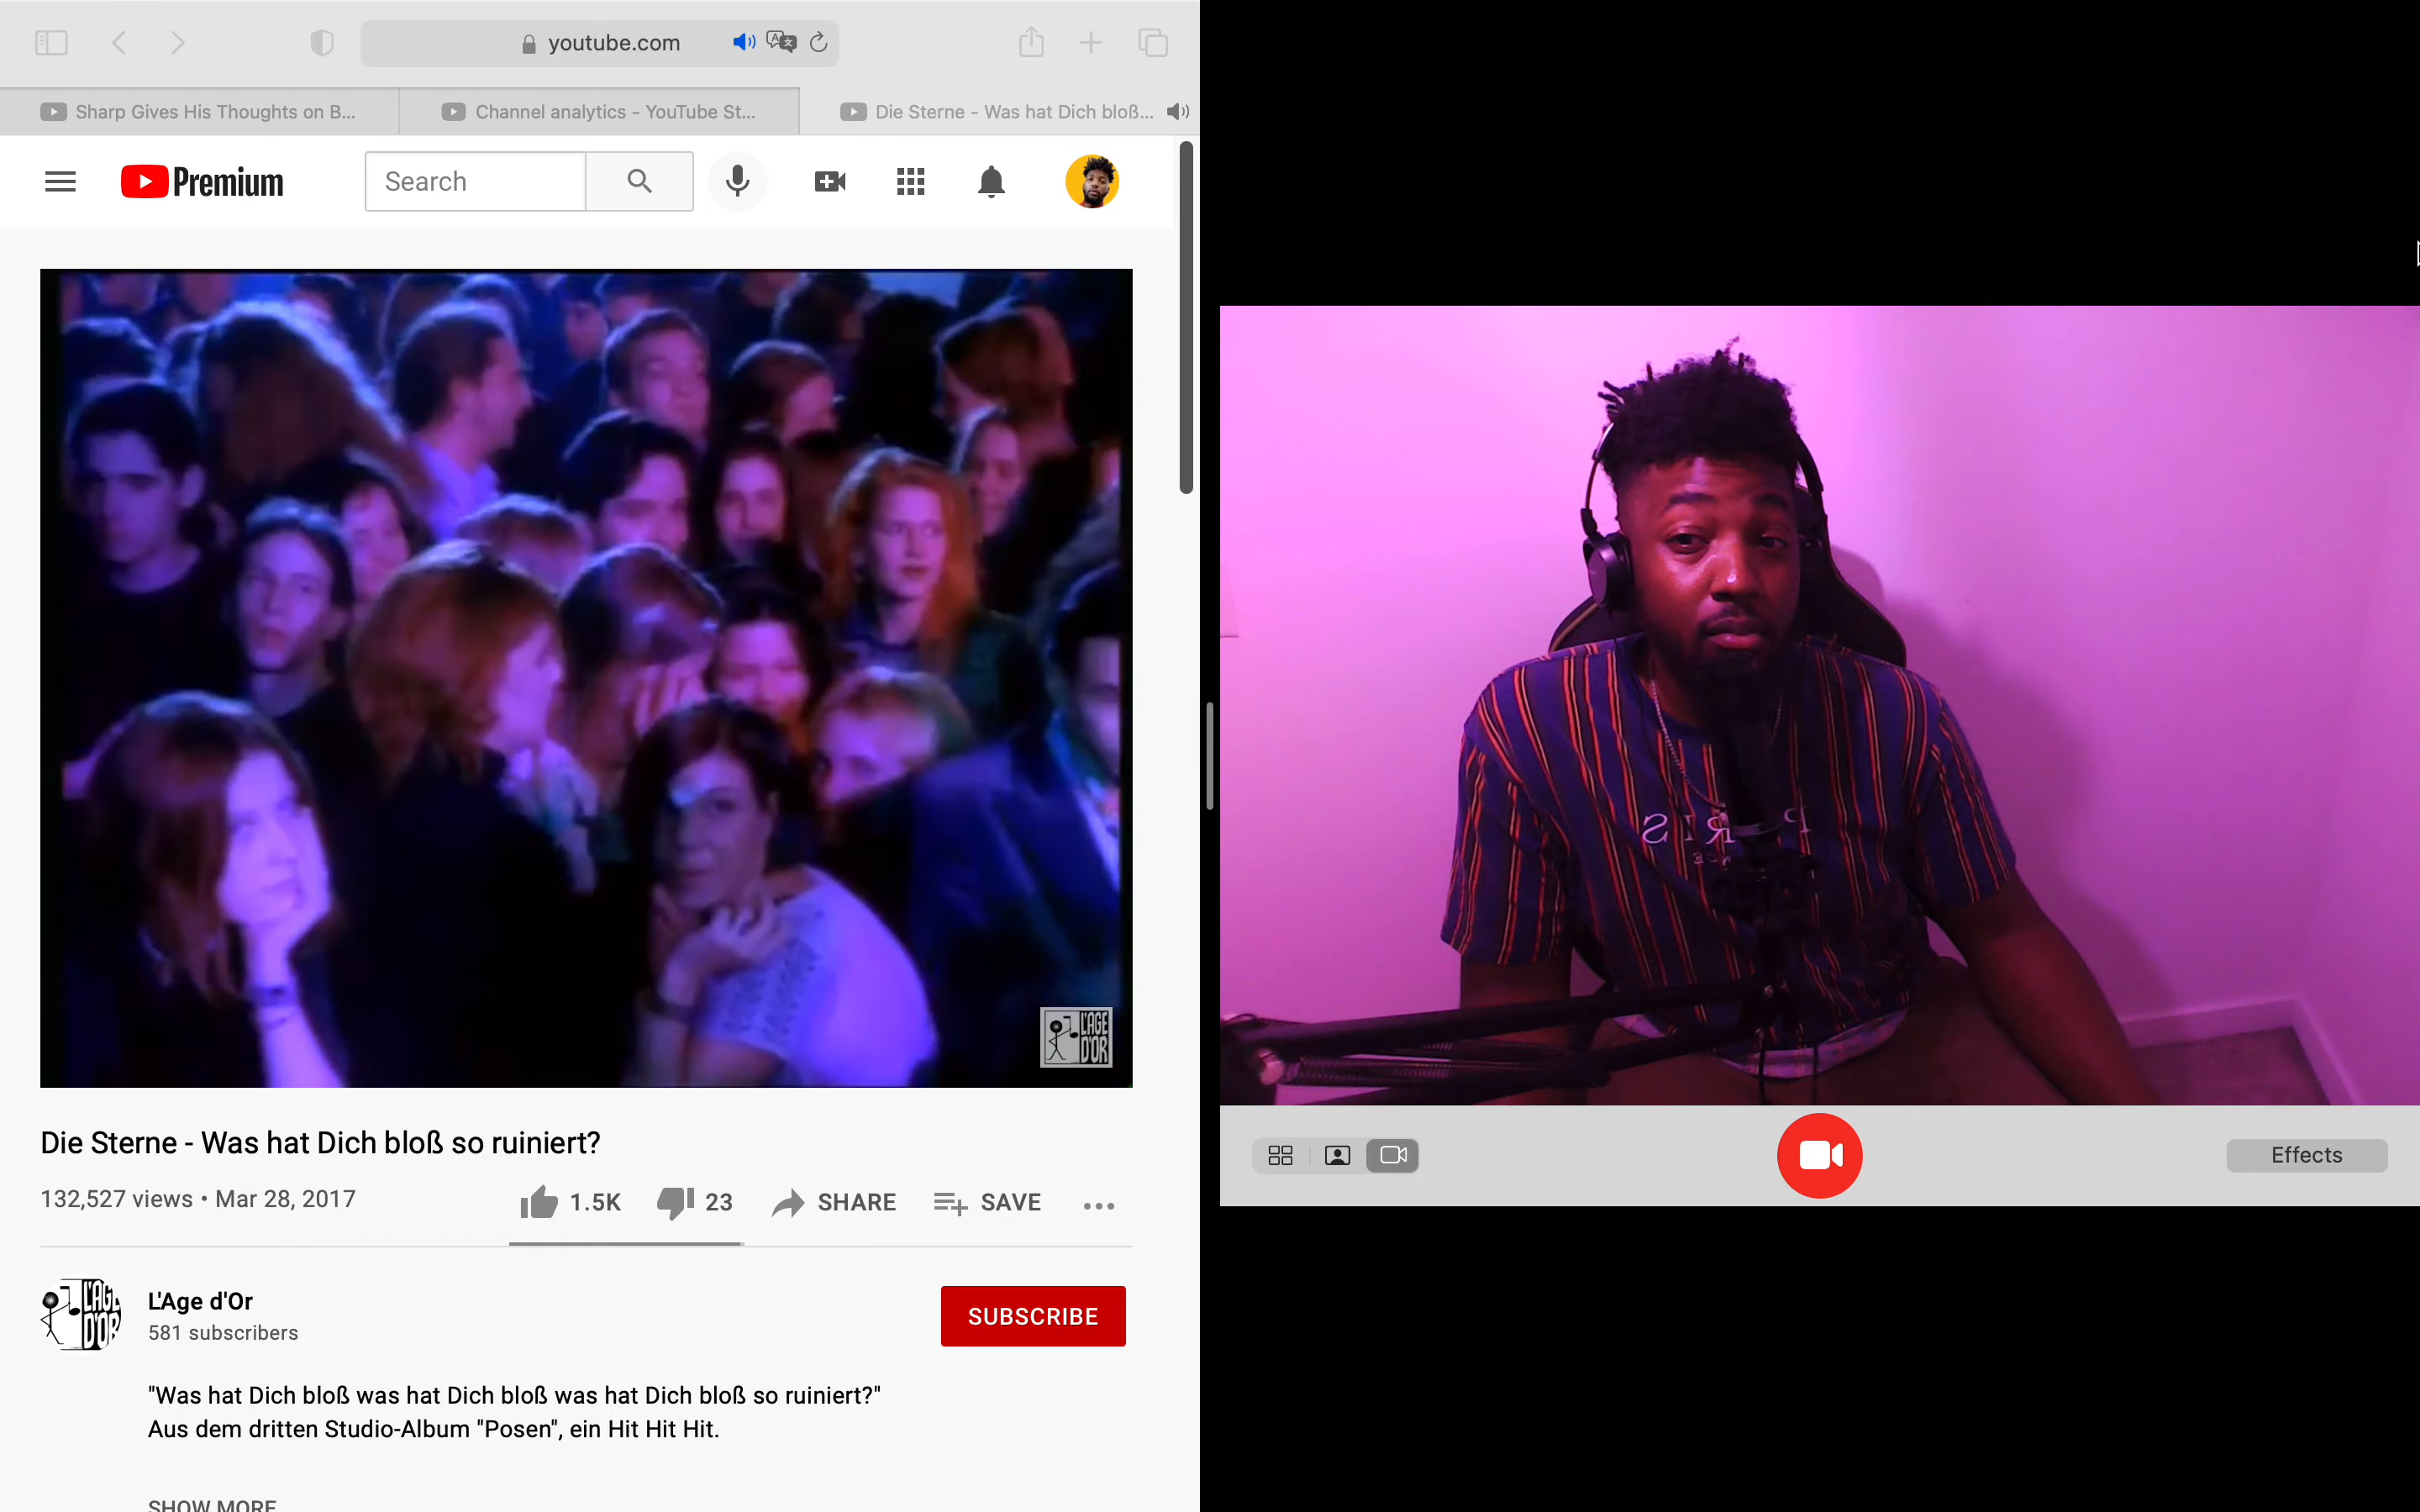 youtube.com
Sharp Gives His Thoughts on B...
Channel analytics - YouTube St...
Die Sterne - Was hat Dich bloß...
Premium
Search
L'AGE
D'OR
Die Sterne - Was hat Dich bloß so ruiniert?
132,527 views • Mar 28, 2017
1.5K
23
SHARE
SAVE
L'Age d'Or
581 subscribers
SUBSCRIBE
"Was hat Dich bloß was hat Dich bloß was hat Dich bloß so ruiniert?"
Aus dem dritten Studio-Album "Posen", ein Hit Hit Hit.
SHOW MORE
Effects